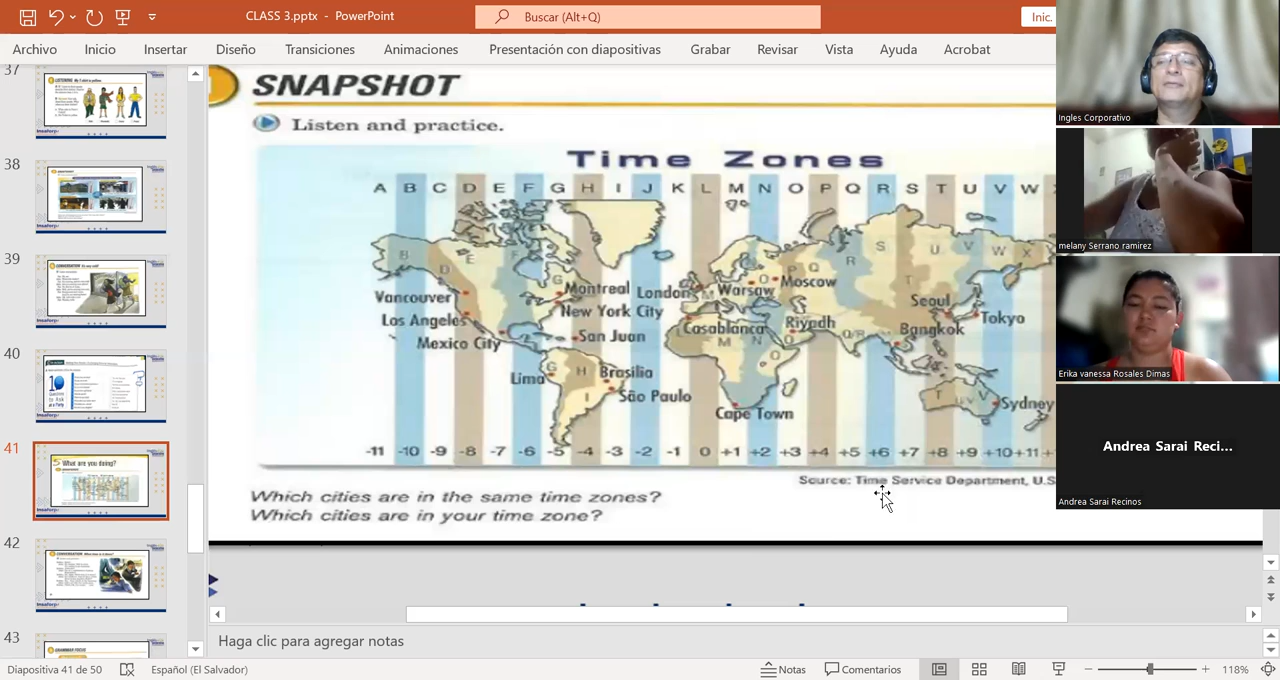 CLASS 3.pptx - PowerPoint
Buscar (Alt+Q)
Inic.
Archivo Inicio Insertar Diseño Transiciones Animaciones Presentación con diapositivas Grabar Revisar Vista Ayuda Acrobat
37
38
39
40
41
What are you doing?
42
43
SNAPSHOT
Listen and practice.
Time Zones
A B C D E F G H I J K L M N O P Q R S T U V W
Vancouver
Los Angeles
Mexico City
Montreal
New York City
San Juan
Lima
Brasilia
São Paulo
London
Warsaw
Moscow
Casablanca
Riyadh
Cape Town
Seoul
Tokyo
Bangkok
Sydney
-11 -10 -9 -8 -7 -6 -5 -4 -3 -2 -1 0 +1 +2 +3 +4 +5 +6 +7 +8 +9 +10 +11
Source: Time Service Department, U.S
Which cities are in the same time zones?
Which cities are in your time zone?
Haga clic para agregar notas
Diapositiva 41 de 50 Español (El Salvador) Notas Comentarios 118%
Ingles Corporativo
melany Serrano ramirez
Erika vanessa Rosales Dimas
Andrea Sarai Reci...
Andrea Sarai Recinos